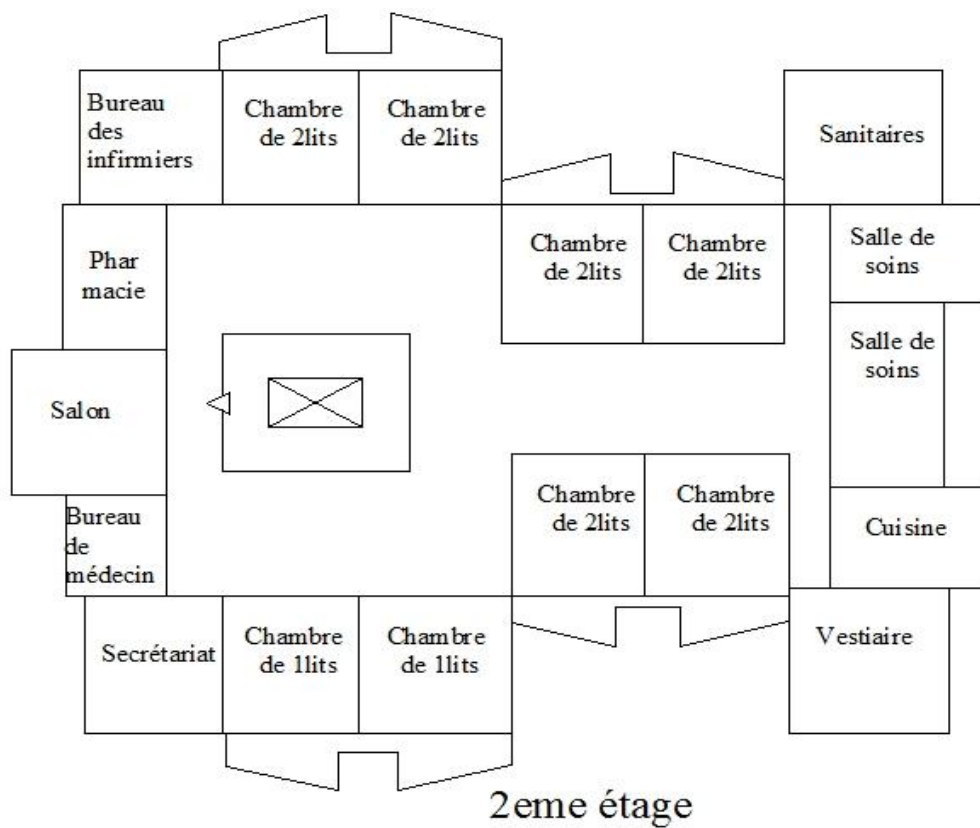 Bureau
des
infirmiers
Chambre
de 2lits
Chambre
de 2lits
Sanitaires
Phar
macie
Chambre
de 2lits
Chambre
de 2lits
Salle de
soins
Salle de
soins
Salon
Chambre
de 2lits
Chambre
de 2lits
Bureau
de
médecin
Cuisine
Secrétariat
Chambre
de 1lits
Chambre
de 1lits
Vestiaire
2eme étage